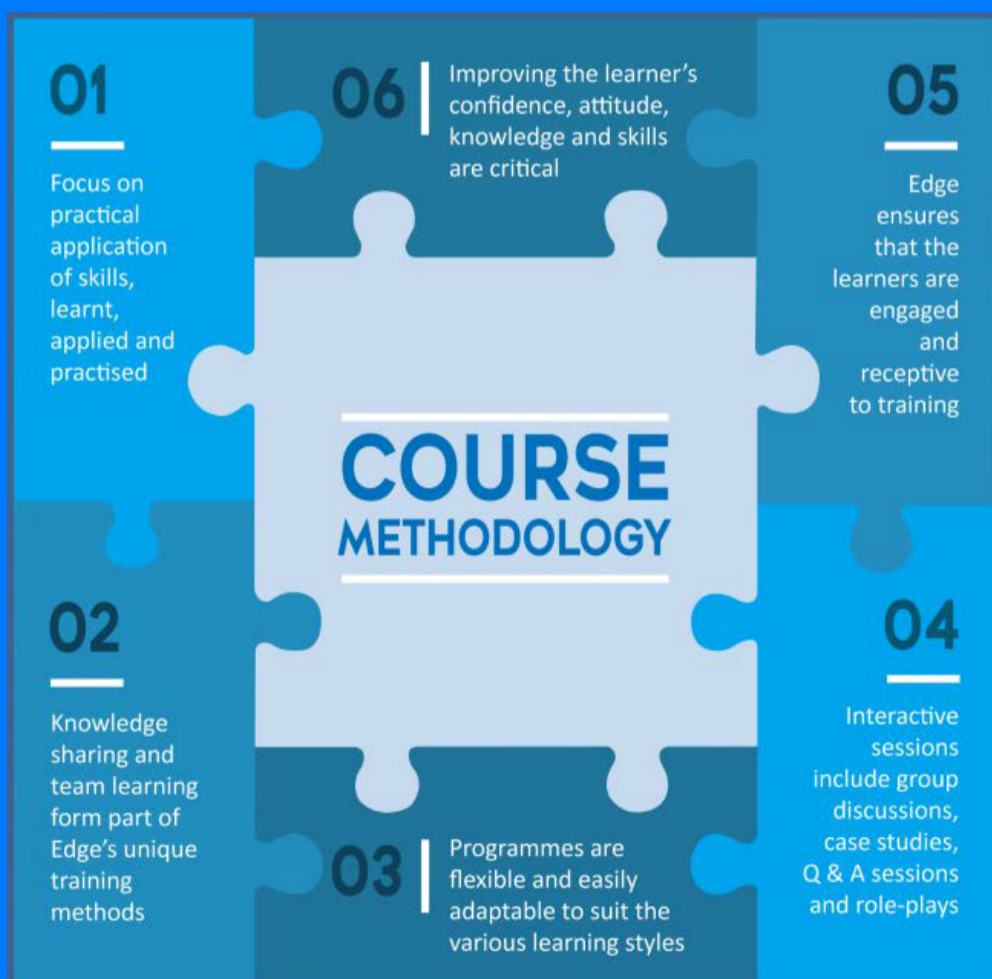 01
Focus on
practical
application
of skills,
learnt,
applied and
practised
02
Knowledge
sharing and
team learning
form part of
Edge's unique
training
methods
03
Programmes are
flexible and easily
adaptable to suit the
various learning styles
04
Interactive
sessions
include group
discussions,
case studies,
Q & A sessions
and role-plays
05
Edge
ensures
that the
learners are
engaged
and
receptive
to training
06
Improving the learner's
confidence, attitude,
knowledge and skills
are critical
COURSE
METHODOLOGY